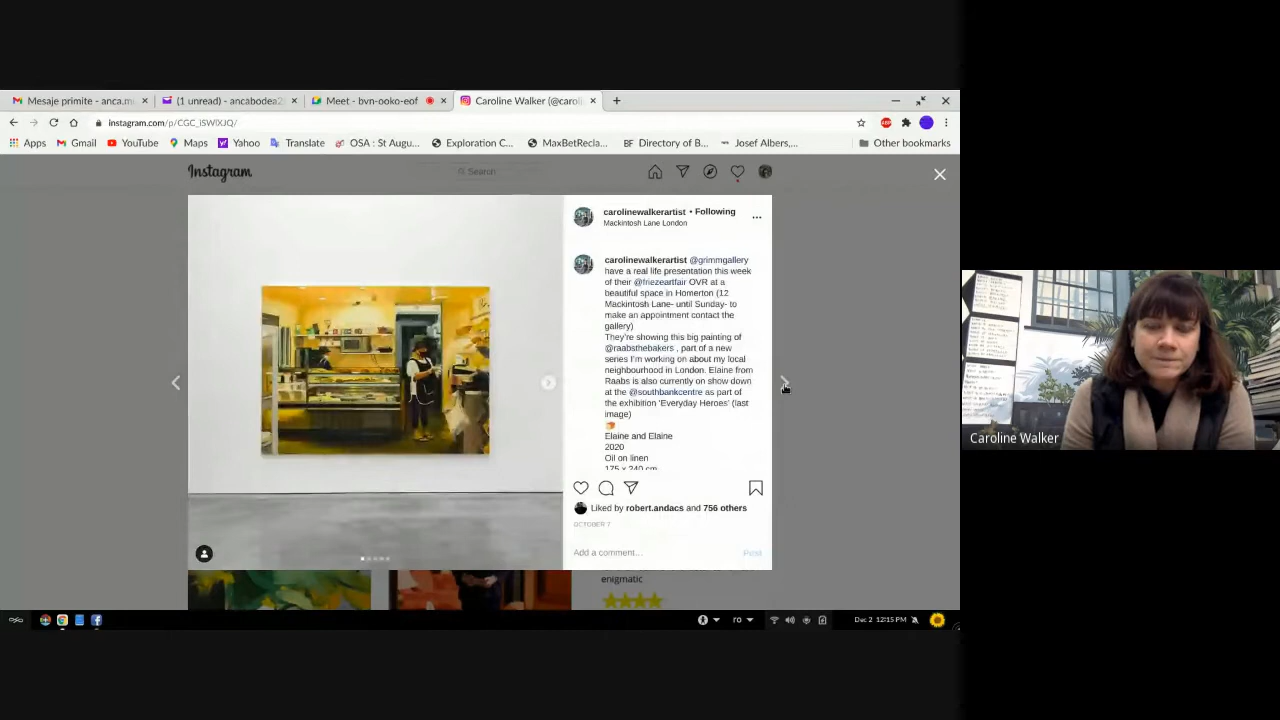 Mesaje primite - anca.m
(1 unread) - ancabodea2
Meet - bvn-ooko-eof
Caroline Walker (@caroli
instagram.com/p/CGC_iSWlXJQ/
Apps Gmail YouTube Maps Yahoo Translate OSA : St Augu... Exploration C... MaxBetRecla... BF Directory of B... Josef Albers,... Other bookmarks
ABP
Instagram
Search
carolinewalkerartist • Following
Mackintosh Lane London
...
carolinewalkerartist @grimmgallery
have a real life presentation this week
of their @friezeartfair OVR at a
beautiful space in Homerton (12
Mackintosh Lane- until Sunday- to
make an appointment contact the
gallery)
They're showing this big painting of
@raabsthebakers , part of a new
series I'm working on about my local
neighbourhood in London. Elaine from
Raabs is also currently on show down
at the @southbankcentre as part of
the exhibition 'Everyday Heroes' (last
image)
Elaine and Elaine
2020
Oil on linen
175 x 240 cm
Liked by robert.andacs and 756 others
OCTOBER 7
Add a comment...
Post
enigmatic
ro
Dec 2 12:15 PM
Caroline Walker